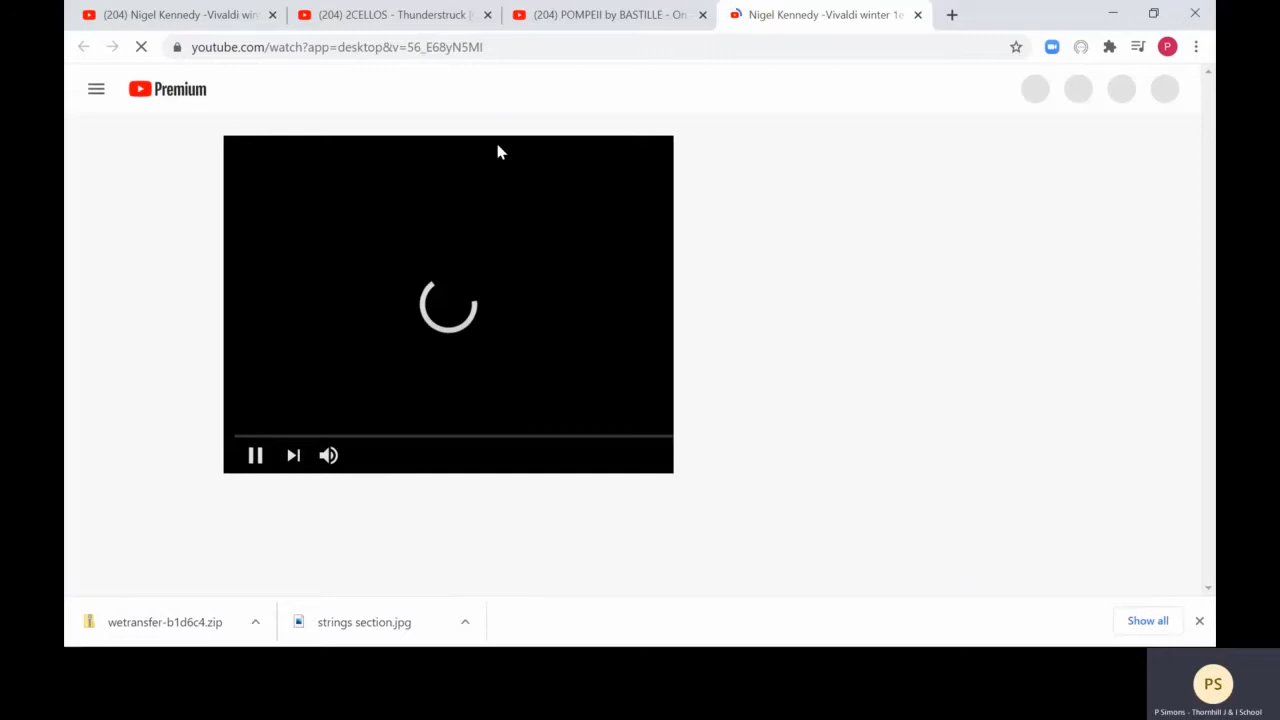 (204) Nigel Kennedy -Vivaldi win
(204) 2CELLOS - Thunderstruck [
(204) POMPEII by BASTILLE - On
Nigel Kennedy -Vivaldi winter 1e
youtube.com/watch?app=desktop&v=56_E68yN5MI
P
Premium
wetransfer-b1d6c4.zip
strings section.jpg
Show all
PS
P Simons - Thornhill J & I School